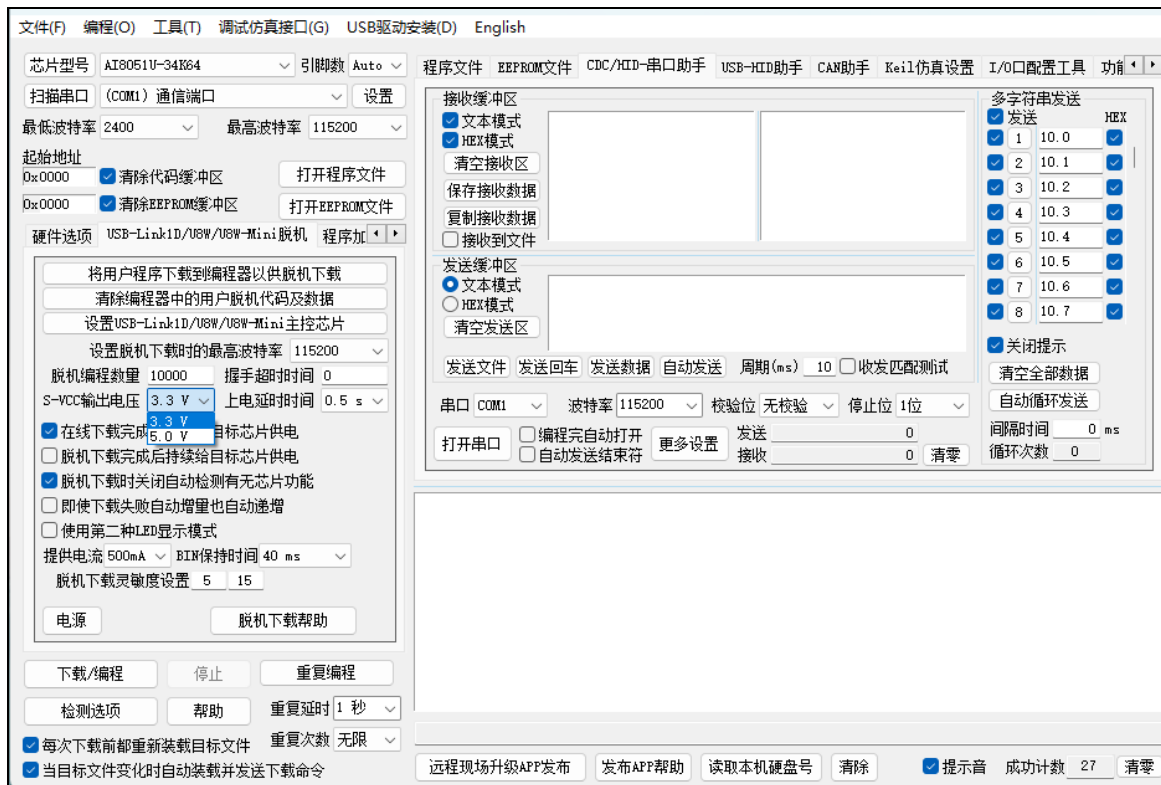 文件(F) 编程(O) 工具(T) 调试仿真接口(G) USB驱动安装(D) English
芯片型号 AI8051U-34K64 引脚数 Auto
扫描串口 (COM1) 通信端口 设置
最低波特率 2400 最高波特率 115200
起始地址
0x0000 清除代码缓冲区 打开程序文件
0x0000 清除EEPROM缓冲区 打开EEPROM文件
硬件选项 USB-Link1D/U8W/U8W-Mini脱机 程序加
将用户程序下载到编程器以供脱机下载
清除编程器中的用户脱机代码及数据
设置USB-Link1D/U8W/U8W-Mini主控芯片
设置脱机下载时的最高波特率 115200
脱机编程数量 10000 握手超时时间 0
S-VCC输出电压 3.3 V 上电延时时间 0.5 s
3.3 V
5.0 V
在线下载完成 目标芯片供电
脱机下载完成后持续给目标芯片供电
脱机下载时关闭自动检测有无芯片功能
即使下载失败自动增量也自动递增
使用第二种LED显示模式
提供电流 500mA BIN保持时间 40 ms
脱机下载灵敏度设置 5 15
电源 脱机下载帮助
下载/编程 停止 重复编程
检测选项 帮助 重复延时 1 秒
每次下载前都重新装载目标文件 重复次数 无限
当目标文件变化时自动装载并发送下载命令
程序文件 EEPROM文件 CDC/HID-串口助手 USB-HID助手 CAN助手 Keil仿真设置 I/O口配置工具
接收缓冲区
文本模式
HEX模式
清空接收区
保存接收数据
复制接收数据
接收到文件
发送缓冲区
文本模式
HEX模式
清空发送区
发送文件 发送回车 发送数据 自动发送 周期(ms) 10 收发匹配测试
串口 COM1 波特率 115200 校验位 无校验 停止位 1位
打开串口 编程完自动打开 更多设置 发送 0
自动发送结束符 接收 0 清零
多字符串发送
发送 HEX
1 10.0
2 10.1
3 10.2
4 10.3
5 10.4
6 10.5
7 10.6
8 10.7
关闭提示
清空全部数据
自动循环发送
间隔时间 0 ms
循环次数 0
远程现场升级APP发布 发布APP帮助 读取本机硬盘号 清除 提示音 成功计数 27 清零